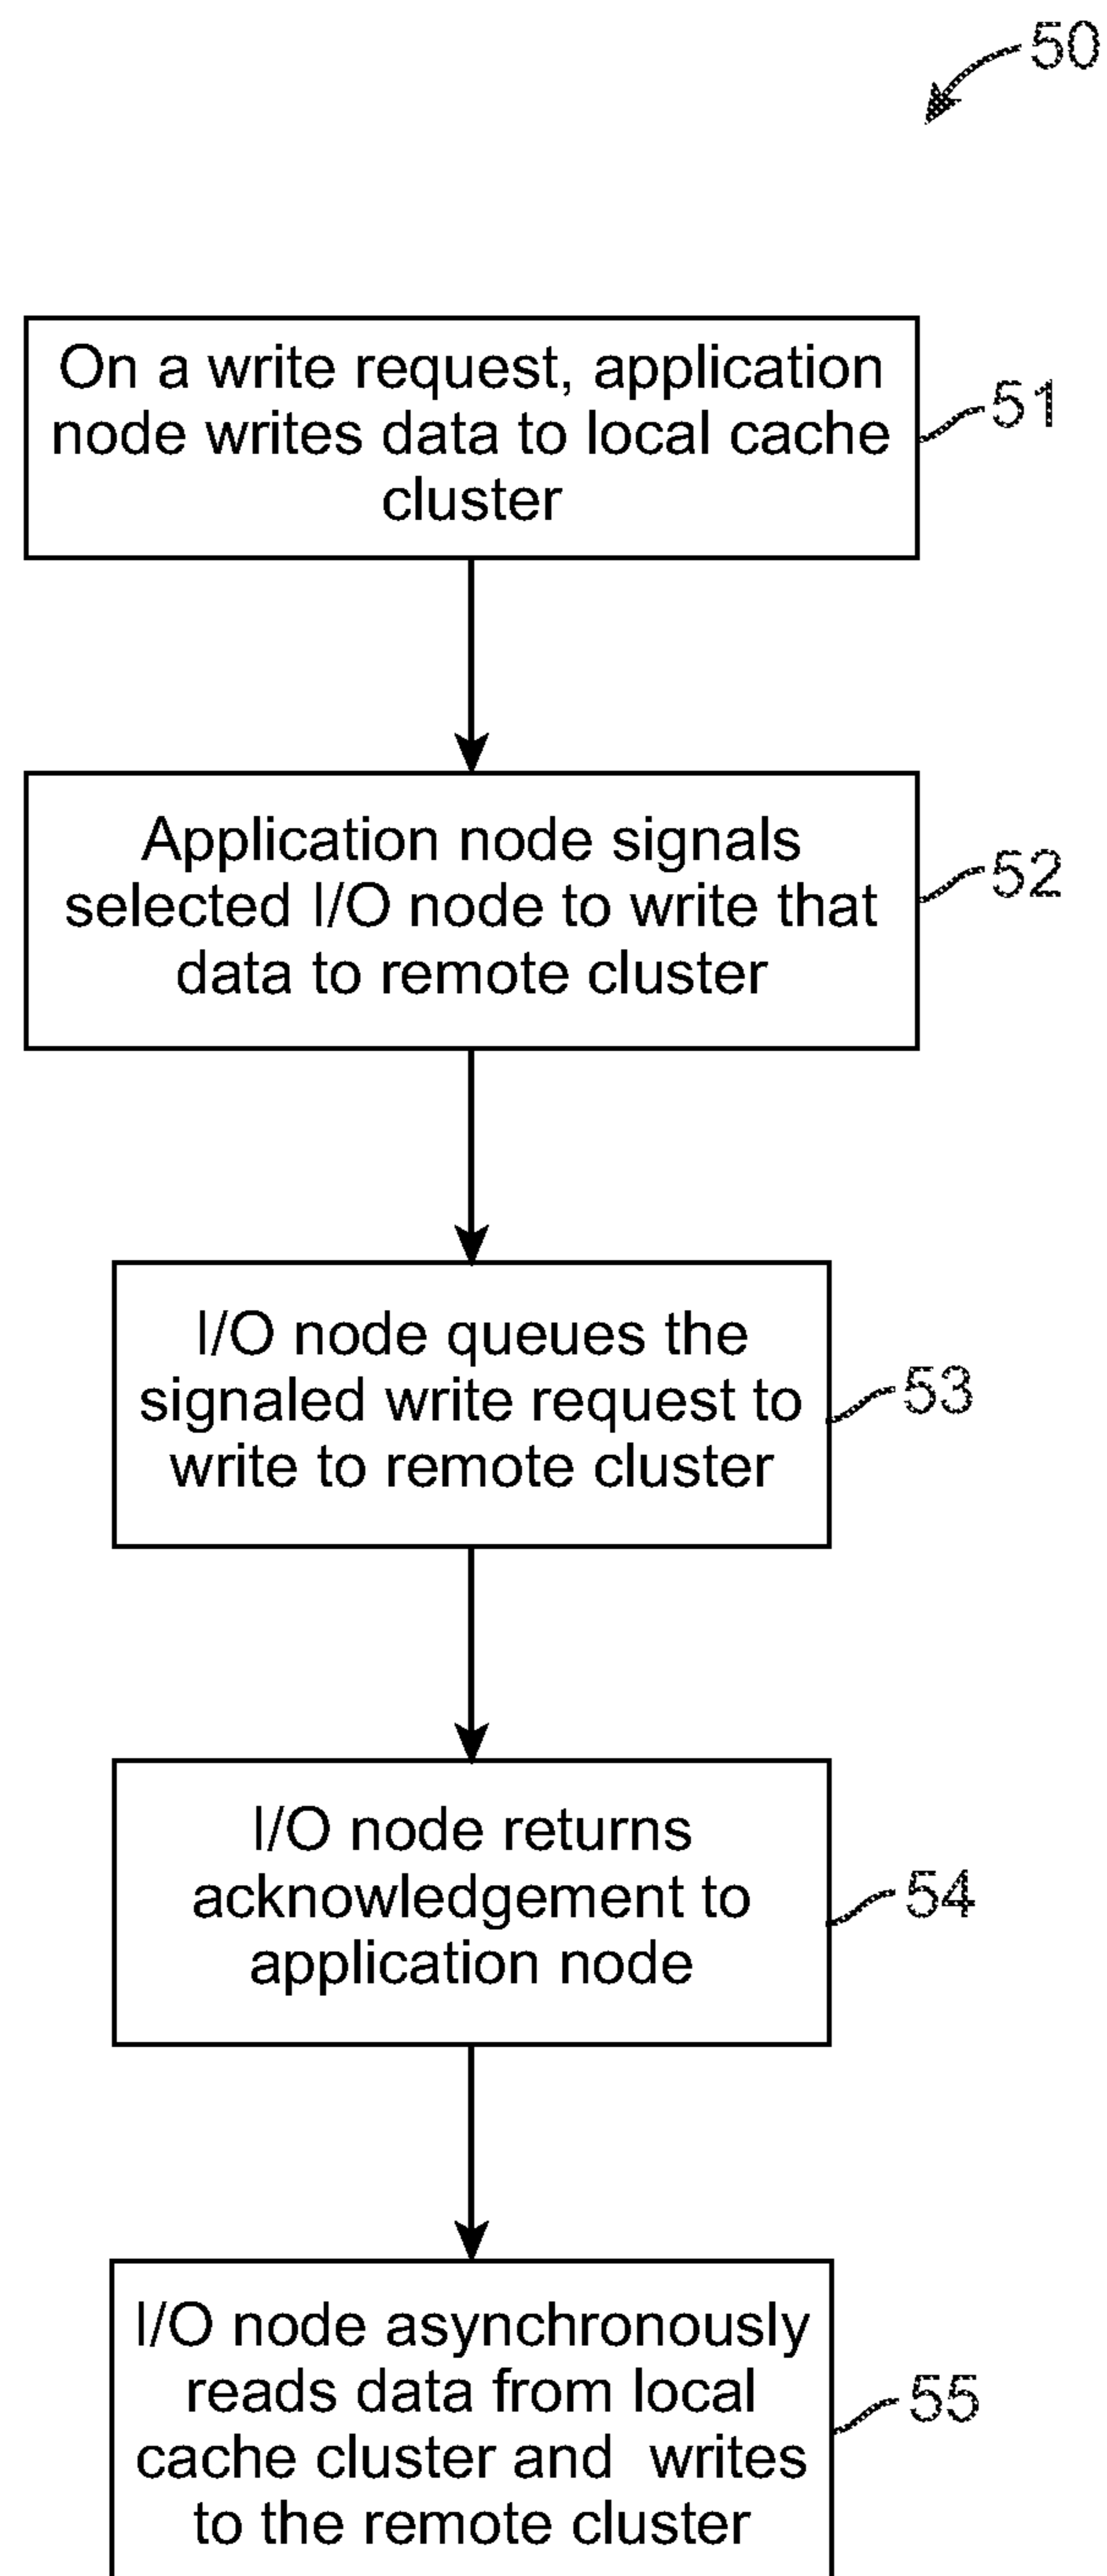 50
On a write request, application
node writes data to local cache
cluster
51
Application node signals
selected I/O node to write that
data to remote cluster
52
I/O node queues the
signaled write request to
write to remote cluster
53
I/O node returns
acknowledgement to
application node
54
I/O node asynchronously
reads data from local
cache cluster and  writes
to the remote cluster
55